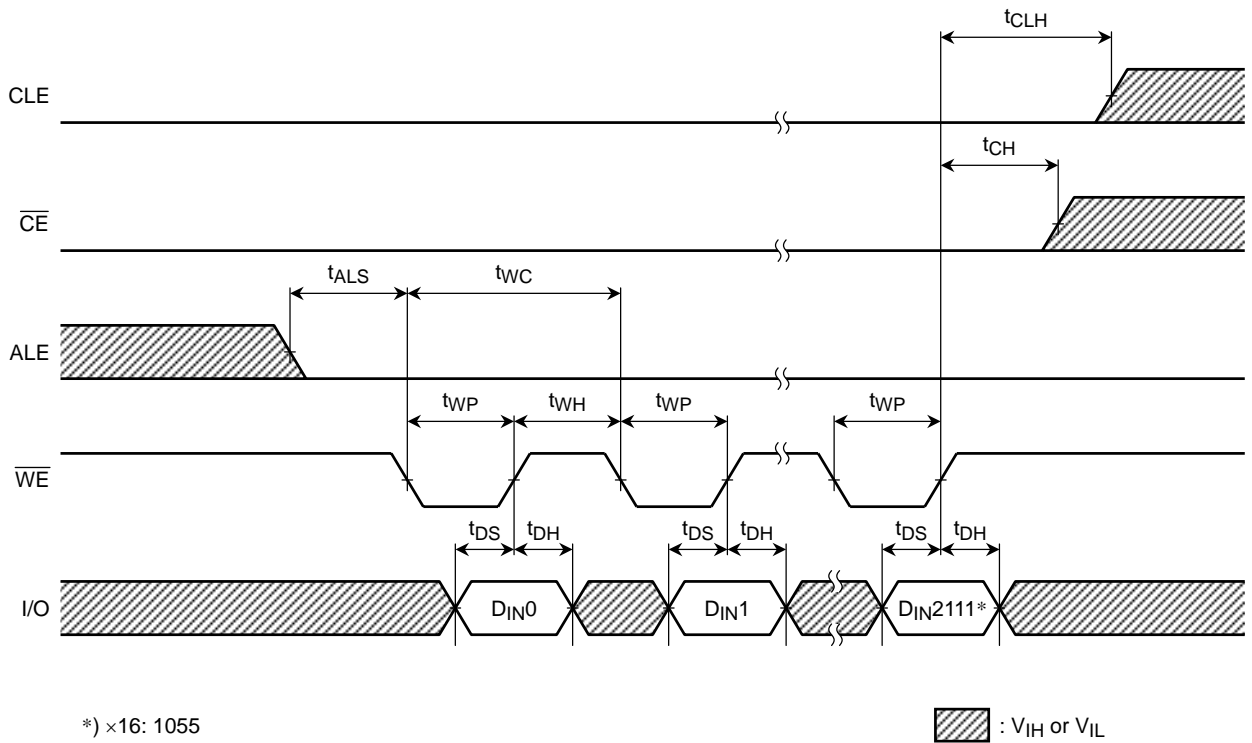 tCLH
CLE
tCH
CE
tALS tWC
ALE
tWP tWH tWP tWP
WE
tDS tDH tDS tDH tDS tDH
I/O DIN0 DIN1 DIN2111*
*) ×16: 1055 : VIH or VIL